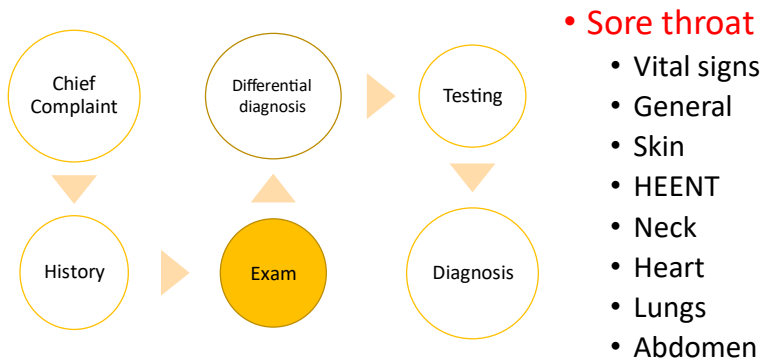 Chief
Complaint
History
Exam
Differential
diagnosis
Testing
Diagnosis
• Sore throat
• Vital signs
• General
• Skin
• HEENT
• Neck
• Heart
• Lungs
• Abdomen